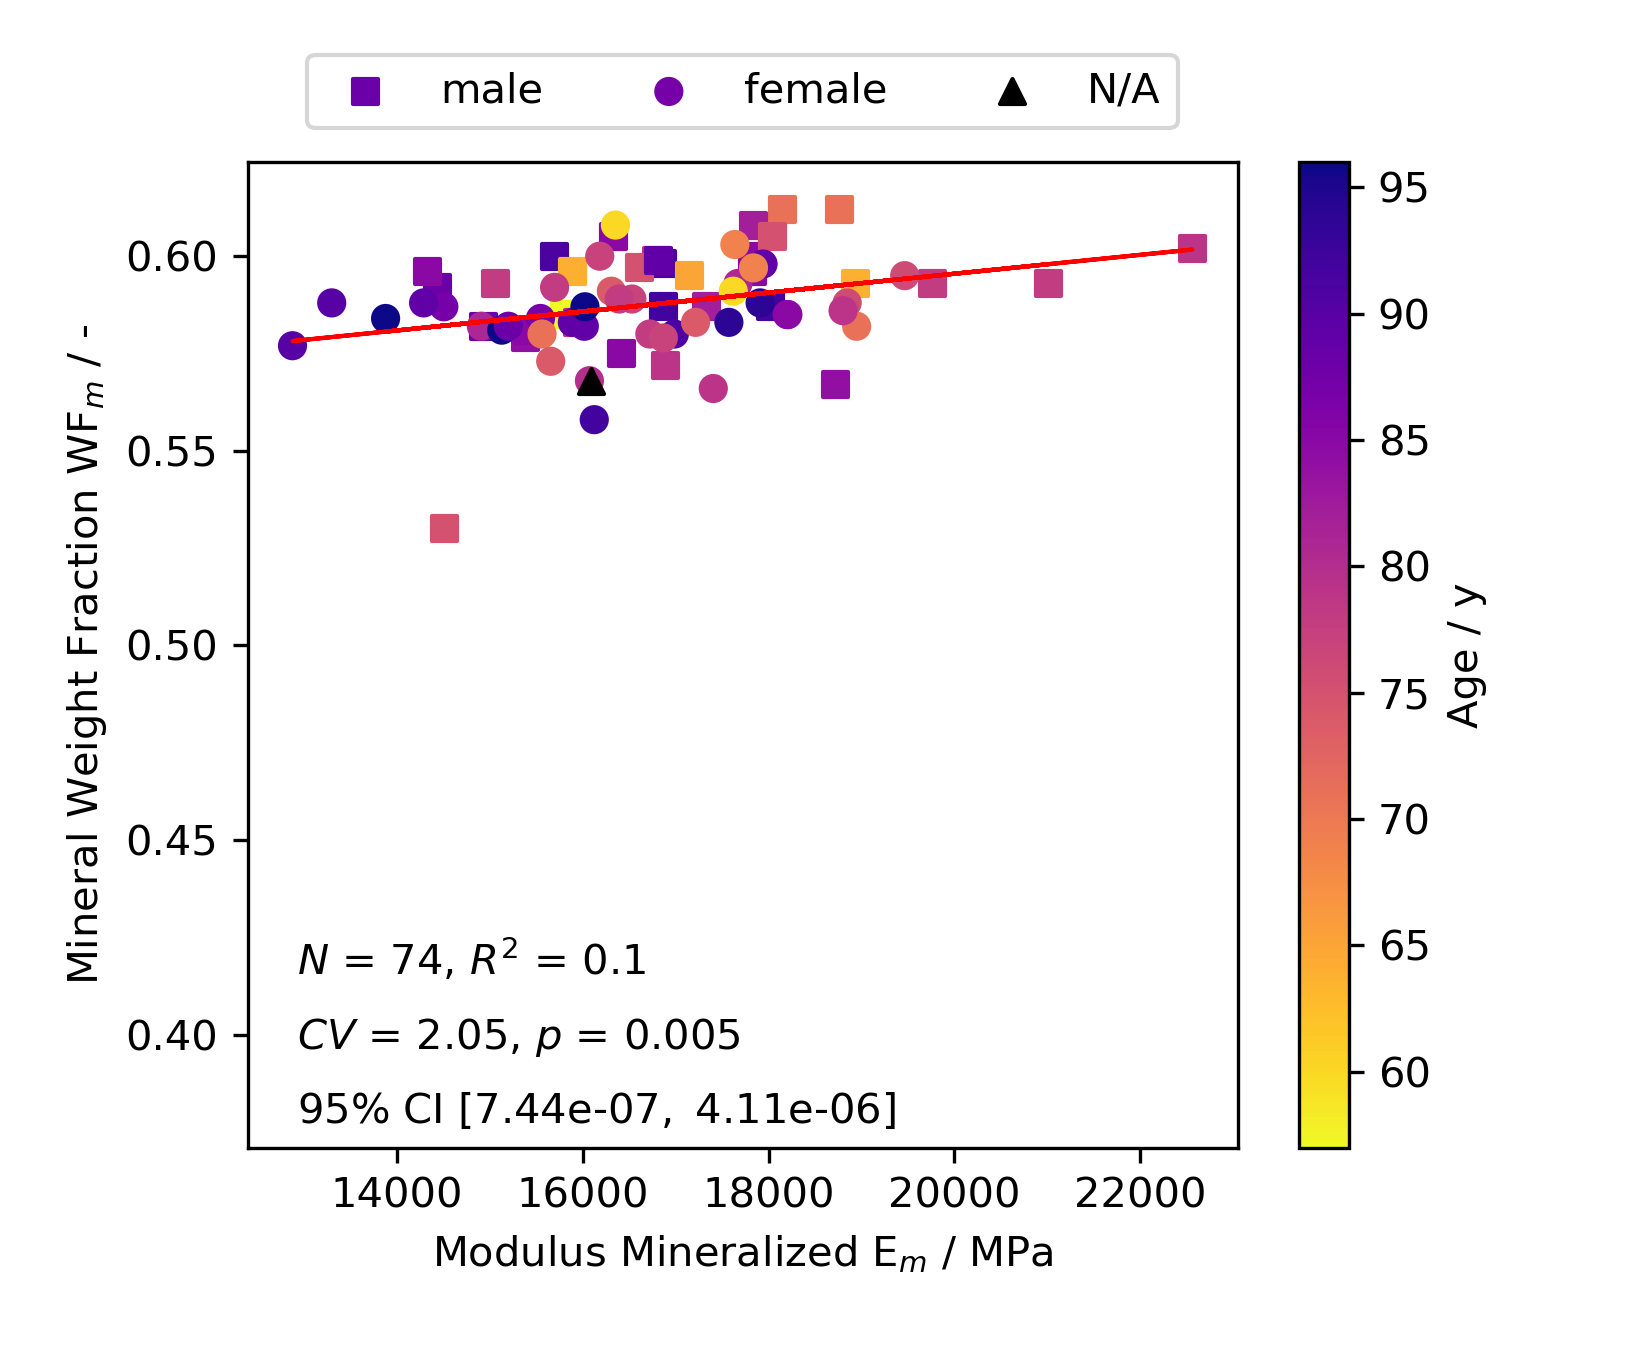 male female N/A
0.60
0.55
0.50
0.45
0.40
Mineral Weight Fraction WFₘ / -
N = 74, R² = 0.1
CV = 2.05, p = 0.005
95% CI [7.44e-07, 4.11e-06]
14000 16000 18000 20000 22000
Modulus Mineralized Eₘ / MPa
95
90
85
80
75
70
65
60
Age / y